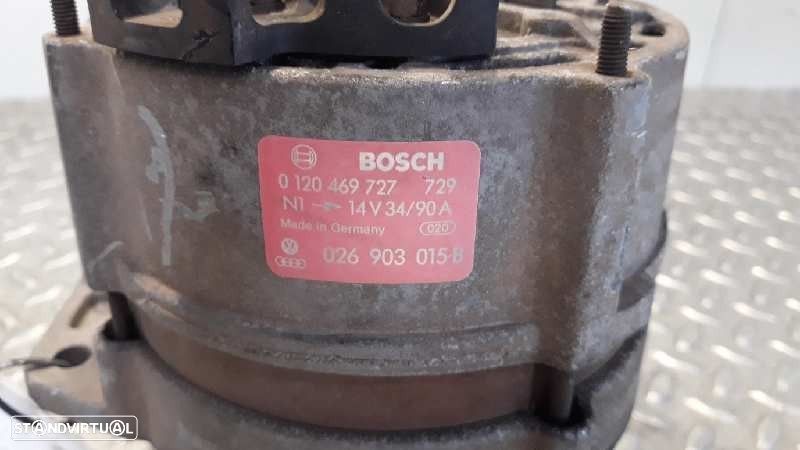 BOSCH
0 120 469 727 729
N1 → 14V 34/90A
Made in Germany 020
026 903 015-B
STANDVIRTUAL